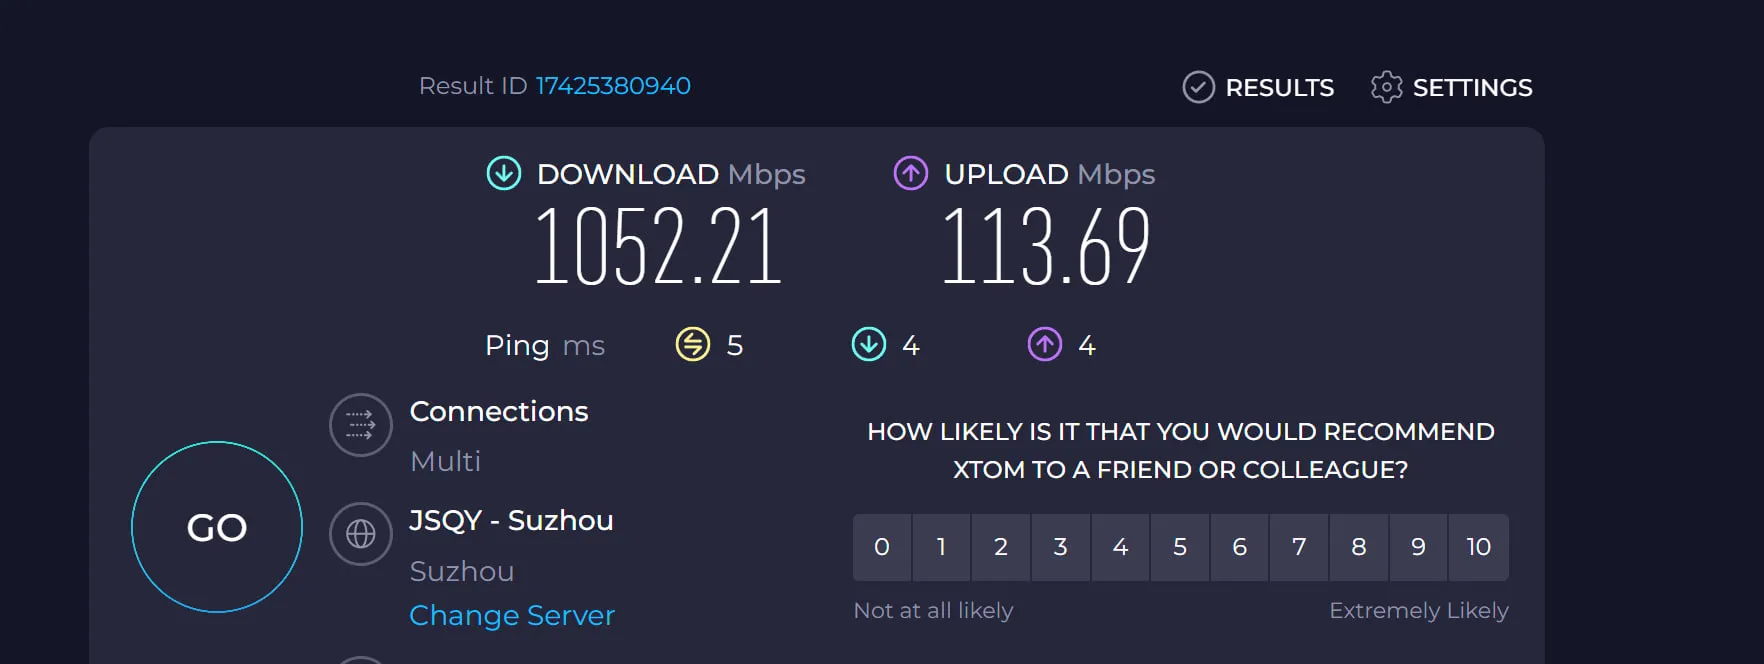 Result ID 17425380940
RESULTS
SETTINGS
DOWNLOAD Mbps
1052.21
UPLOAD Mbps
113.69
Ping ms
5
4
4
Connections
Multi
GO
JSQY - Suzhou
Suzhou
Change Server
HOW LIKELY IS IT THAT YOU WOULD RECOMMEND
XTOM TO A FRIEND OR COLLEAGUE?
0 1 2 3 4 5 6 7 8 9 10
Not at all likely
Extremely Likely